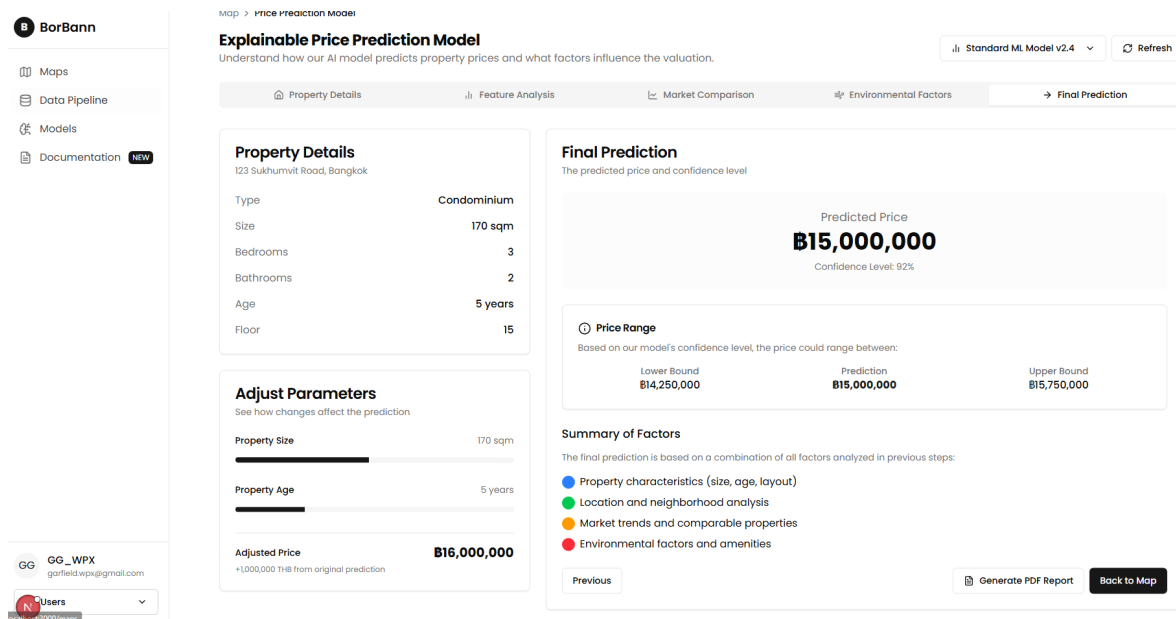 B BorBann
Maps
Data Pipeline
Models
Documentation NEW
GG
GG_WPX
garfield.wpx@gmail.com
N
Users
Map > Price Prediction Model
Explainable Price Prediction Model
Understand how our AI model predicts property prices and what factors influence the valuation.
Standard ML Model v2.4
Refresh
Property Details
Feature Analysis
Market Comparison
Environmental Factors
Final Prediction
Property Details
123 Sukhumvit Road, Bangkok
Type Condominium
Size 170 sqm
Bedrooms 3
Bathrooms 2
Age 5 years
Floor 15
Adjust Parameters
See how changes affect the prediction
Property Size 170 sqm
Property Age 5 years
Adjusted Price ฿16,000,000
+1,000,000 THB from original prediction
Final Prediction
The predicted price and confidence level
Predicted Price
฿15,000,000
Confidence Level: 92%
Price Range
Based on our model's confidence level, the price could range between:
Lower Bound Prediction Upper Bound
฿14,250,000 ฿15,000,000 ฿15,750,000
Summary of Factors
The final prediction is based on a combination of all factors analyzed in previous steps:
Property characteristics (size, age, layout)
Location and neighborhood analysis
Market trends and comparable properties
Environmental factors and amenities
Previous
Generate PDF Report
Back to Map